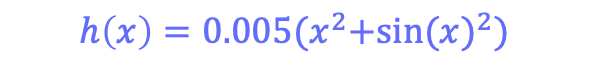 h(x) = 0.005(x²+sin(x)²)